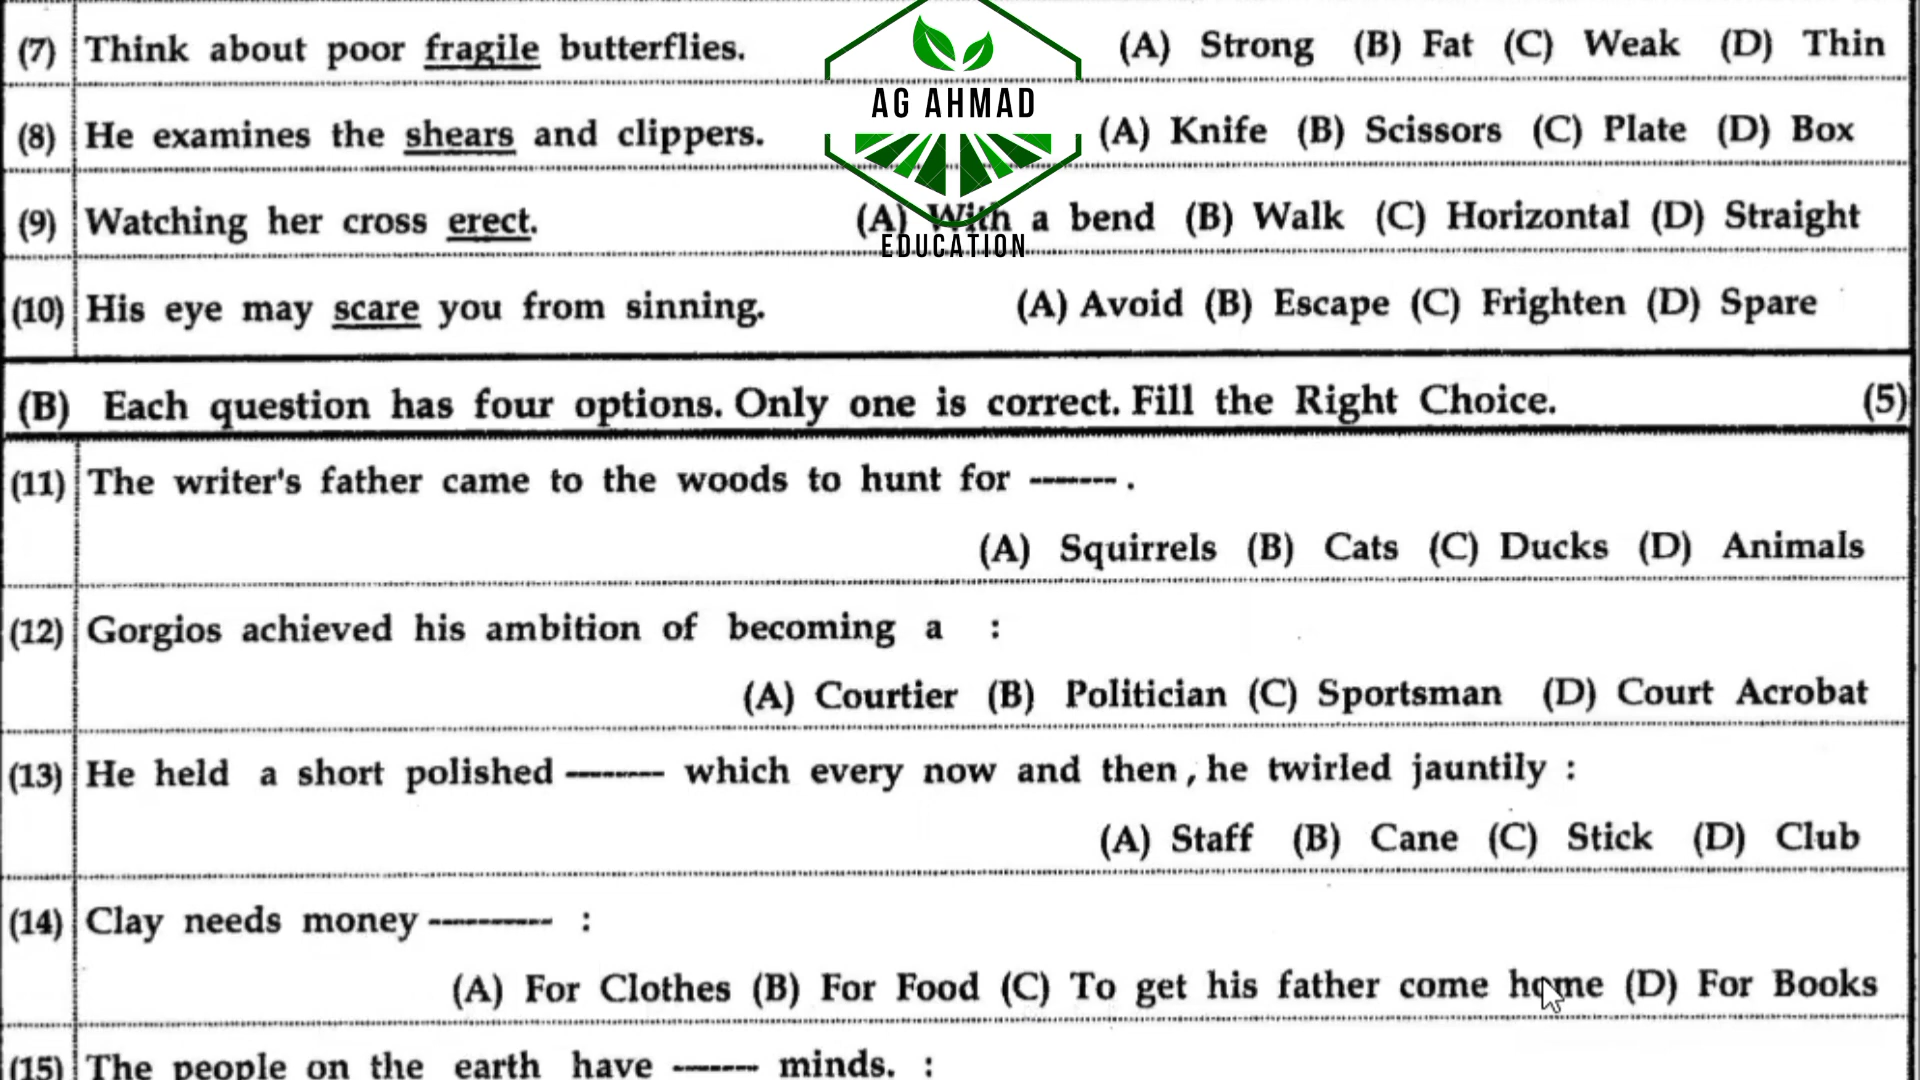 (7) Think about poor fragile butterflies. (A) Strong (B) Fat (C) Weak (D) Thin
AG AHMAD
(8) He examines the shears and clippers. (A) Knife (B) Scissors (C) Plate (D) Box
(9) Watching her cross erect. (A) With a bend (B) Walk (C) Horizontal (D) Straight
EDUCATION
(10) His eye may scare you from sinning. (A) Avoid (B) Escape (C) Frighten (D) Spare
(B) Each question has four options. Only one is correct. Fill the Right Choice. (5)
(11) The writer's father came to the woods to hunt for ------- .
(A) Squirrels (B) Cats (C) Ducks (D) Animals
(12) Gorgios achieved his ambition of becoming a :
(A) Courtier (B) Politician (C) Sportsman (D) Court Acrobat
(13) He held a short polished -------- which every now and then, he twirled jauntily :
(A) Staff (B) Cane (C) Stick (D) Club
(14) Clay needs money ---------- :
(A) For Clothes (B) For Food (C) To get his father come home (D) For Books
(15) The people on the earth have ------- minds. :